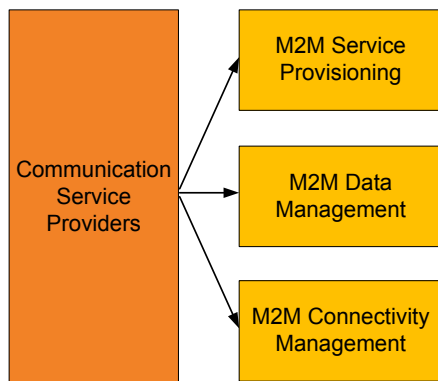 Communication
Service
Providers
M2M Service
Provisioning
M2M Data
Management
M2M Connectivity
Management